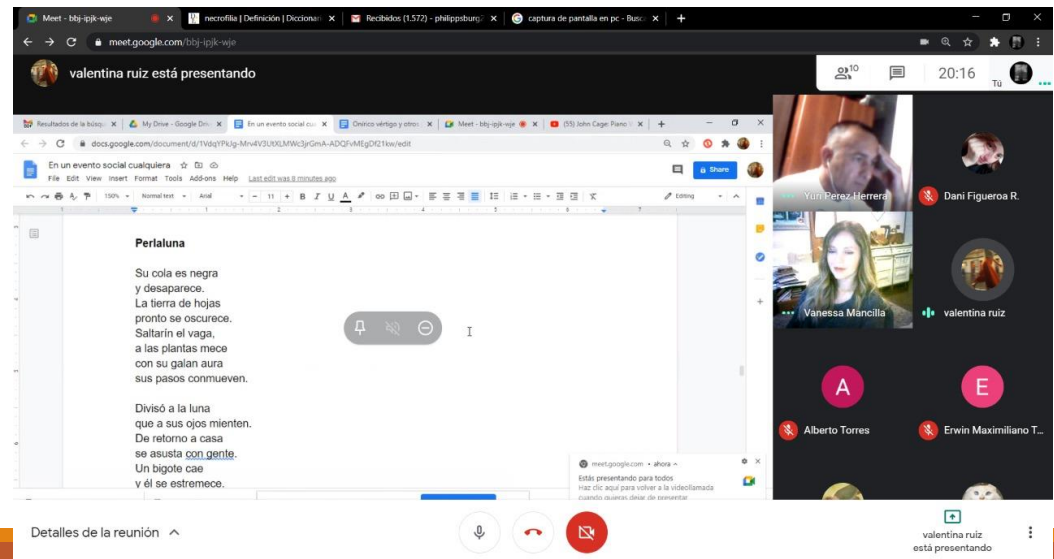 Meet - bbj-ipjk-wje
necrofilia | Definición | Diccionari
Recibidos (1.572) - philippsburg2
captura de pantalla en pc - Busc
meet.google.com/bbj-ipjk-wje
valentina ruiz está presentando
10
20:16
Tú
Resultados de la búsq
My Drive - Google Dri
En un evento social cu
Onírico vértigo y otro
Meet - bbj-ipjk-wje
(55) John Cage: Piano
docs.google.com/document/d/
/edit
En un evento social cualquiera
File Edit View Insert Format Tools Add-ons Help Last edit was 8 minutes ago
Share
150% Normal text Arial 11 B I U A Editing
Perlaluna
Su cola es negra
y desaparece.
La tierra de hojas
pronto se oscurece.
Saltarín el vaga,
a las plantas mece
con su galan aura
sus pasos conmueven.
Divisó a la luna
que a sus ojos mienten.
De retorno a casa
se asusta con gente.
Un bigote cae
y él se estremece.
meet.google.com • ahora
Estás presentando para todos
Haz clic aquí para volver a la videollamada
cuando quieras dejar de presentar
Yuri Perez Herrera
Dani Figueroa R.
Vanessa Mancilla
valentina ruiz
A
Alberto Torres
E
Erwin Maximiliano T...
Detalles de la reunión
valentina ruiz
está presentando